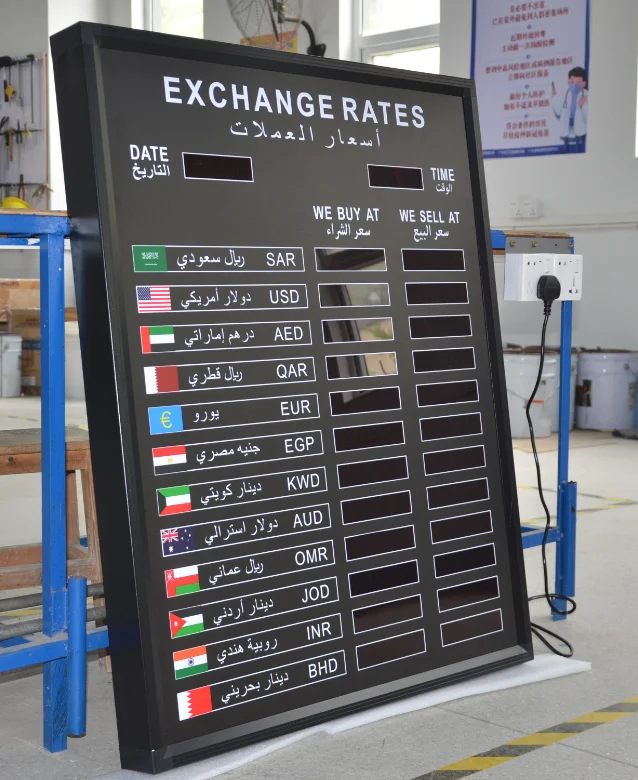 EXCHANGE RATES
أسعار العملات
DATE
التاريخ
TIME
الوقت
WE BUY AT
سعر الشراء
WE SELL AT
سعر البيع
ريال سعودي SAR
دولار أمريكي USD
درهم إماراتي AED
ريال قطري QAR
€ يورو EUR
جنيه مصري EGP
دينار كويتي KWD
دولار استرالي AUD
ريال عماني OMR
دينار أردني JOD
روبية هندي INR
دينار بحريني BHD